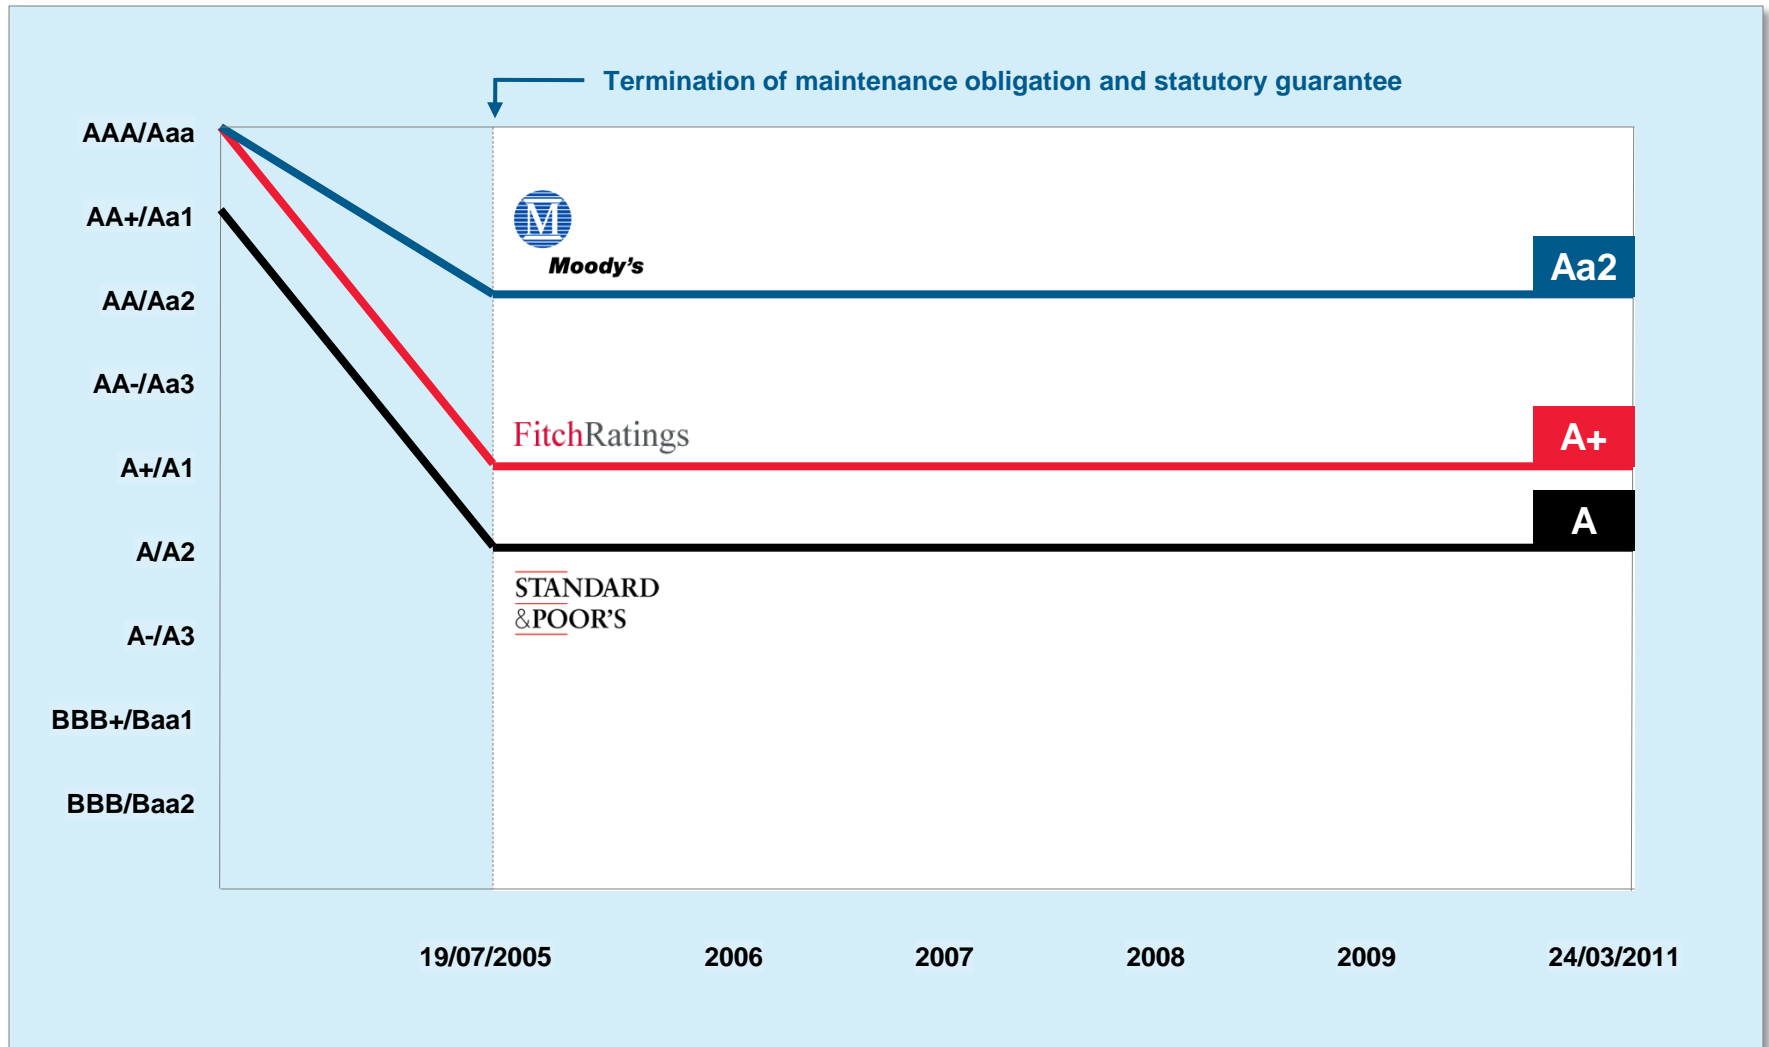 Termination of maintenance obligation and statutory guarantee
AAA/Aaa
AA+/Aa1
AA/Aa2
AA-/Aa3
A+/A1
A/A2
A-/A3
BBB+/Baa1
BBB/Baa2
M
Moody's
Aa2
FitchRatings
A+
A
STANDARD
&POOR'S
19/07/2005 2006 2007 2008 2009 24/03/2011